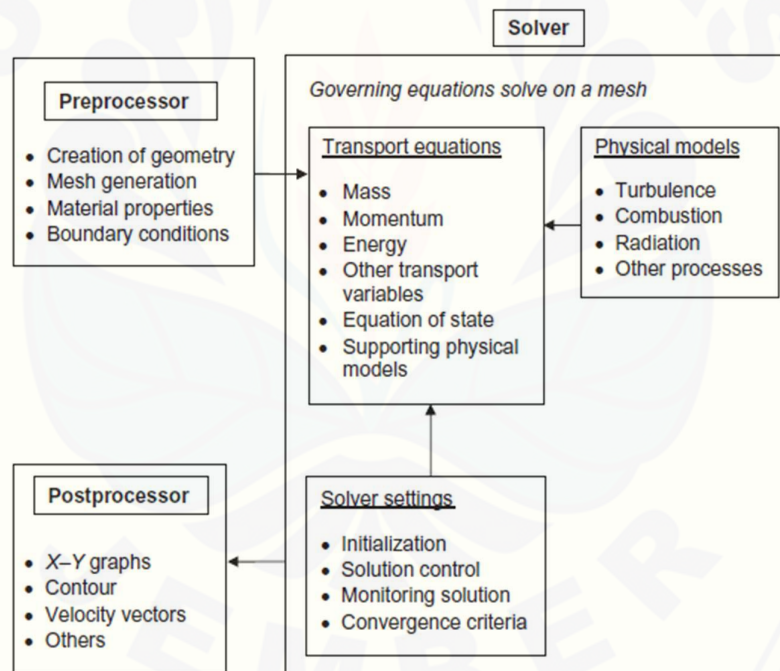 Solver
Preprocessor
• Creation of geometry
• Mesh generation
• Material properties
• Boundary conditions
Governing equations solve on a mesh
Transport equations
• Mass
• Momentum
• Energy
• Other transport
variables
• Equation of state
• Supporting physical
models
Physical models
• Turbulence
• Combustion
• Radiation
• Other processes
Solver settings
• Initialization
• Solution control
• Monitoring solution
• Convergence criteria
Postprocessor
• X–Y graphs
• Contour
• Velocity vectors
• Others
EMBER